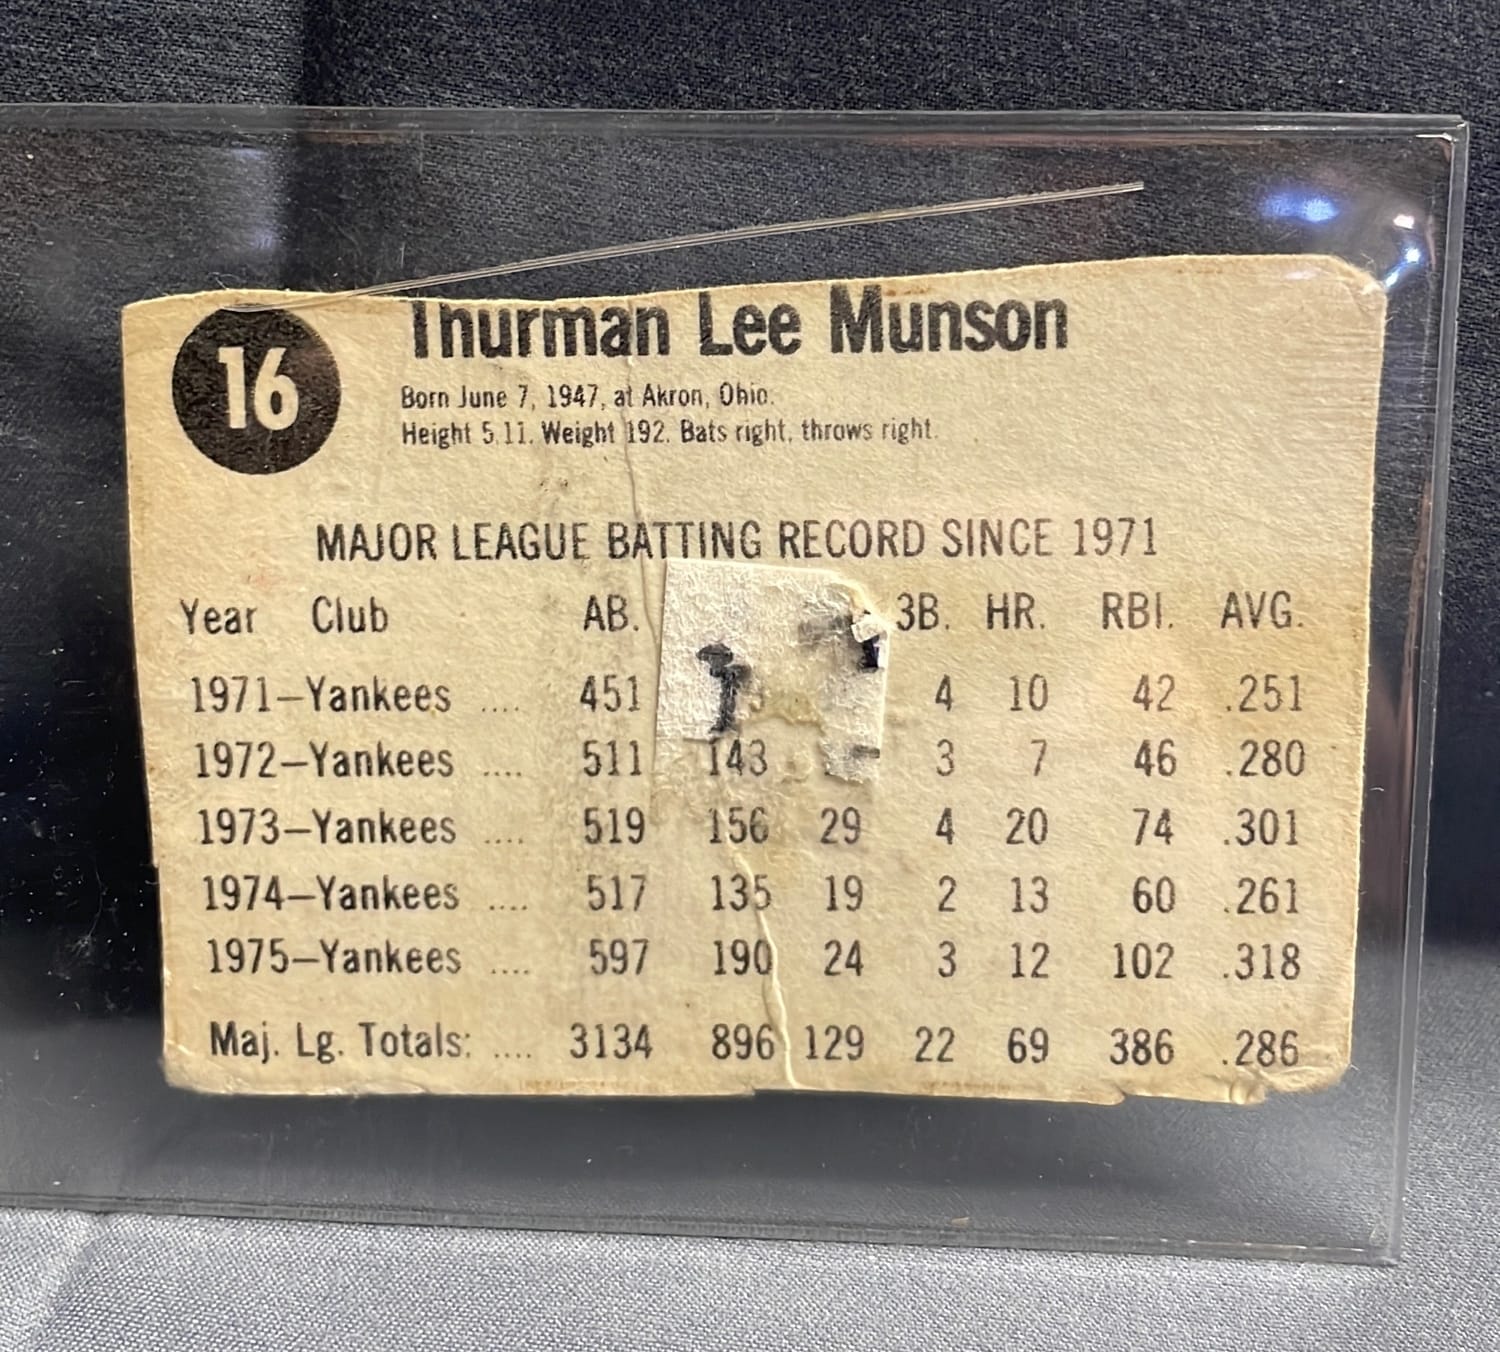 16
Thurman Lee Munson
Born June 7, 1947, at Akron, Ohio.
Height 5.11. Weight 192. Bats right, throws right.
MAJOR LEAGUE BATTING RECORD SINCE 1971
Year Club AB. 3B. HR. RBI. AVG.
1971—Yankees .... 451 4 10 42 .251
1972—Yankees .... 511 143 3 7 46 .280
1973—Yankees .... 519 156 29 4 20 74 .301
1974—Yankees .... 517 135 19 2 13 60 .261
1975—Yankees .... 597 190 24 3 12 102 .318
Maj. Lg. Totals: .... 3134 896 129 22 69 386 .286